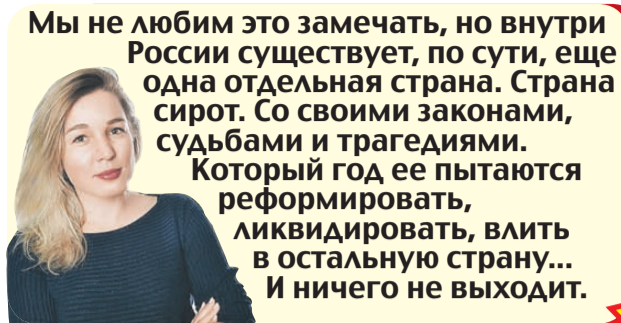 Мы не любим это замечать, но внутри
России существует, по сути, еще
одна отдельная страна. Страна
сирот. Со своими законами,
судьбами и трагедиями.
Который год ее пытаются
реформировать,
ликвидировать, влить
в остальную страну...
И ничего не выходит.